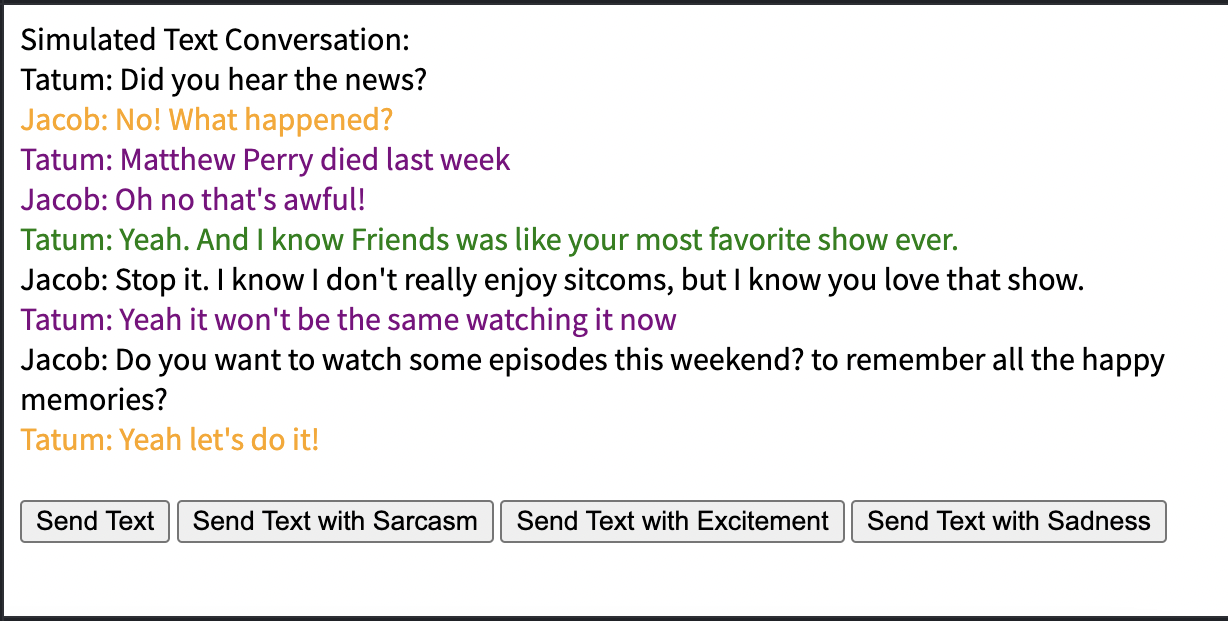 Simulated Text Conversation:
Tatum: Did you hear the news?
Jacob: No! What happened?
Tatum: Matthew Perry died last week
Jacob: Oh no that's awful!
Tatum: Yeah. And I know Friends was like your most favorite show ever.
Jacob: Stop it. I know I don't really enjoy sitcoms, but I know you love that show.
Tatum: Yeah it won't be the same watching it now
Jacob: Do you want to watch some episodes this weekend? to remember all the happy
memories?
Tatum: Yeah let's do it!
Send Text Send Text with Sarcasm Send Text with Excitement Send Text with Sadness